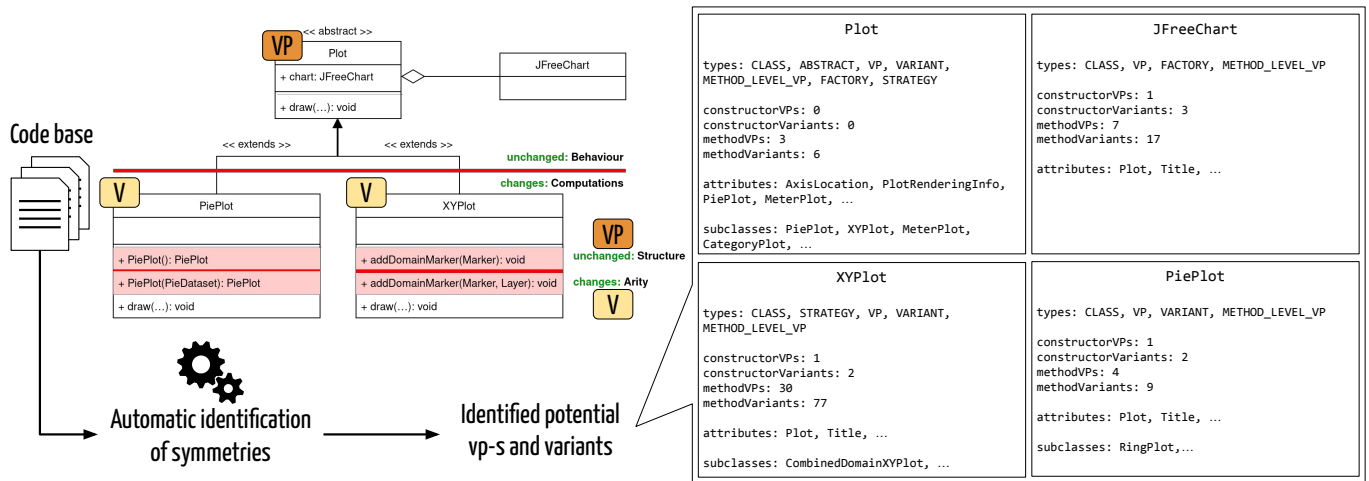 Code base
<< abstract >>
VP
Plot
+ chart: JFreeChart
+ draw(...): void
JFreeChart
<< extends >>
<< extends >>
unchanged: Behaviour
changes: Computations
V
PiePlot
+ PiePlot(): PiePlot
+ PiePlot(PieDataset): PiePlot
+ draw(...): void
V
XYPlot
+ addDomainMarker(Marker): void
+ addDomainMarker(Marker, Layer): void
+ draw(...): void
VP
unchanged: Structure
changes: Arity
V
Automatic identification
of symmetries
Identified potential
vp-s and variants
Plot
types: CLASS, ABSTRACT, VP, VARIANT,
METHOD_LEVEL_VP, FACTORY, STRATEGY
constructorVPs: 0
constructorVariants: 0
methodVPs: 3
methodVariants: 6
attributes: AxisLocation, PlotRenderingInfo,
PiePlot, MeterPlot, ...
subclasses: PiePlot, XYPlot, MeterPlot,
CategoryPlot, ...
JFreeChart
types: CLASS, VP, FACTORY, METHOD_LEVEL_VP
constructorVPs: 1
constructorVariants: 3
methodVPs: 7
methodVariants: 17
attributes: Plot, Title, ...
XYPlot
types: CLASS, STRATEGY, VP, VARIANT,
METHOD_LEVEL_VP
constructorVPs: 1
constructorVariants: 2
methodVPs: 30
methodVariants: 77
attributes: Plot, Title, ...
subclasses: CombinedDomainXYPlot, ...
PiePlot
types: CLASS, VP, VARIANT, METHOD_LEVEL_VP
constructorVPs: 1
constructorVariants: 2
methodVPs: 4
methodVariants: 9
attributes: Plot, Title, ...
subclasses: RingPlot,...